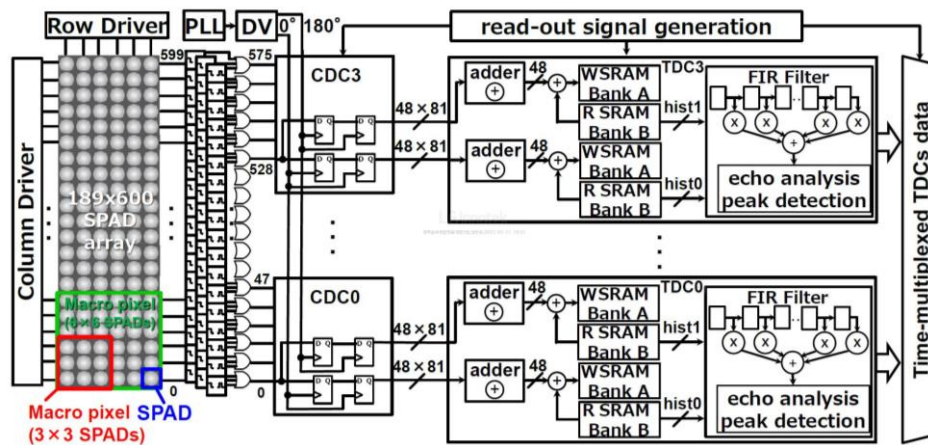 Row Driver
PLL
DV
0°
180°
read-out signal generation
599
575
Column Driver
189×600
SPAD
array
CDC3
48×81
48×81
528
adder
48
WSRAM
Bank A
R SRAM
Bank B
hist1
adder
48
WSRAM
Bank A
R SRAM
Bank B
hist0
TDC3
FIR Filter
echo analysis
peak detection
Time-multiplexed TDCs data
47
CDC0
48×81
48×81
0
0
Macro pixel
(6×6 SPADs)
Macro pixel
(3×3 SPADs)
SPAD
adder
48
WSRAM
Bank A
R SRAM
Bank B
hist1
adder
48
WSRAM
Bank A
R SRAM
Bank B
hist0
TDC0
FIR Filter
echo analysis
peak detection